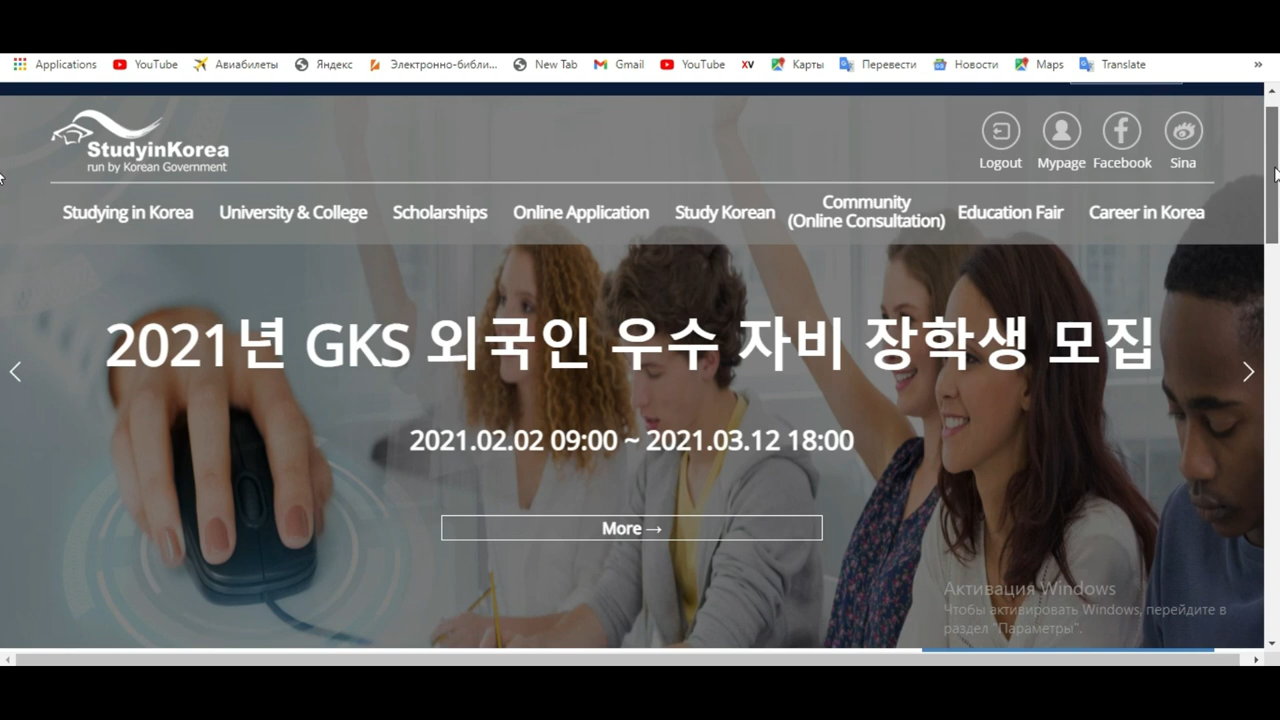 Applications YouTube Авиабилеты Яндекс Электронно-библи... New Tab Gmail YouTube XV Карты Перевести Новости Maps Translate »
StudyinKorea
run by Korean Government
Logout Mypage Facebook Sina
Studying in Korea University & College Scholarships Online Application Study Korean Community (Online Consultation) Education Fair Career in Korea
2021년 GKS 외국인 우수 자비 장학생 모집
2021.02.02 09:00 ~ 2021.03.12 18:00
More →
Активация Windows
Чтобы активировать Windows, перейдите в
раздел "Параметры".